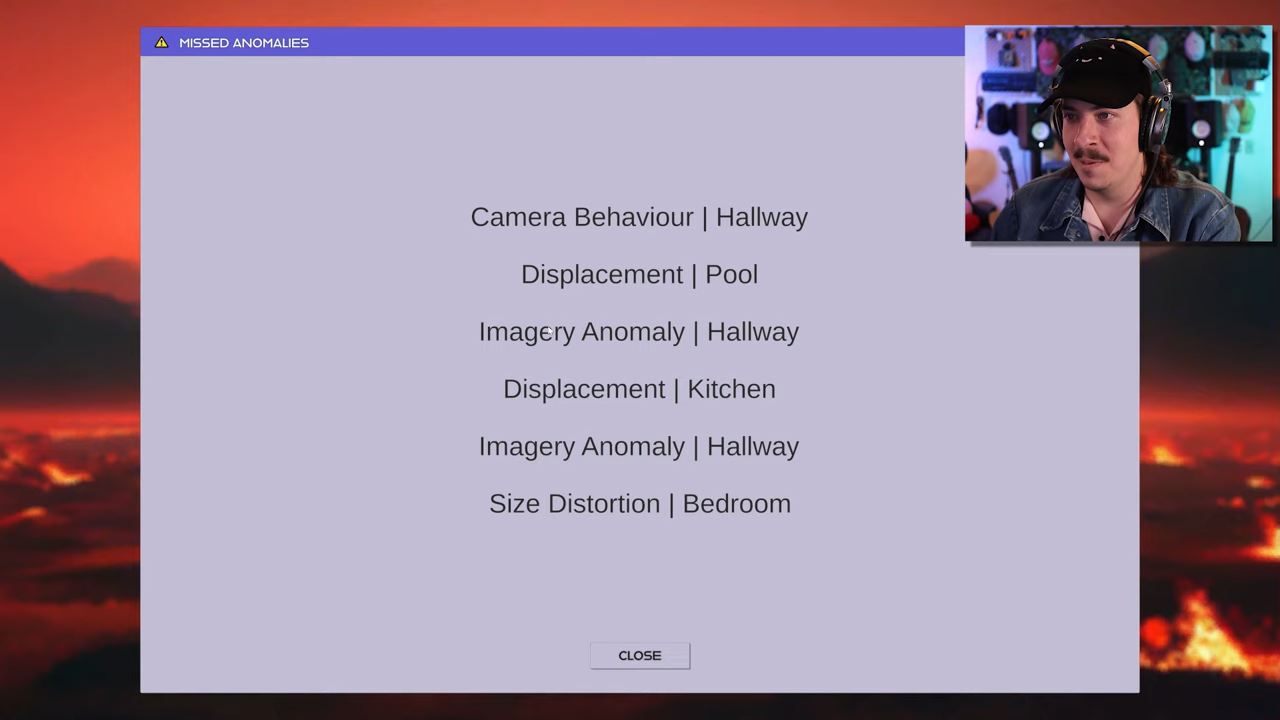 MISSED ANOMALIES
Camera Behaviour | Hallway
Displacement | Pool
Imagery Anomaly | Hallway
Displacement | Kitchen
Imagery Anomaly | Hallway
Size Distortion | Bedroom
CLOSE